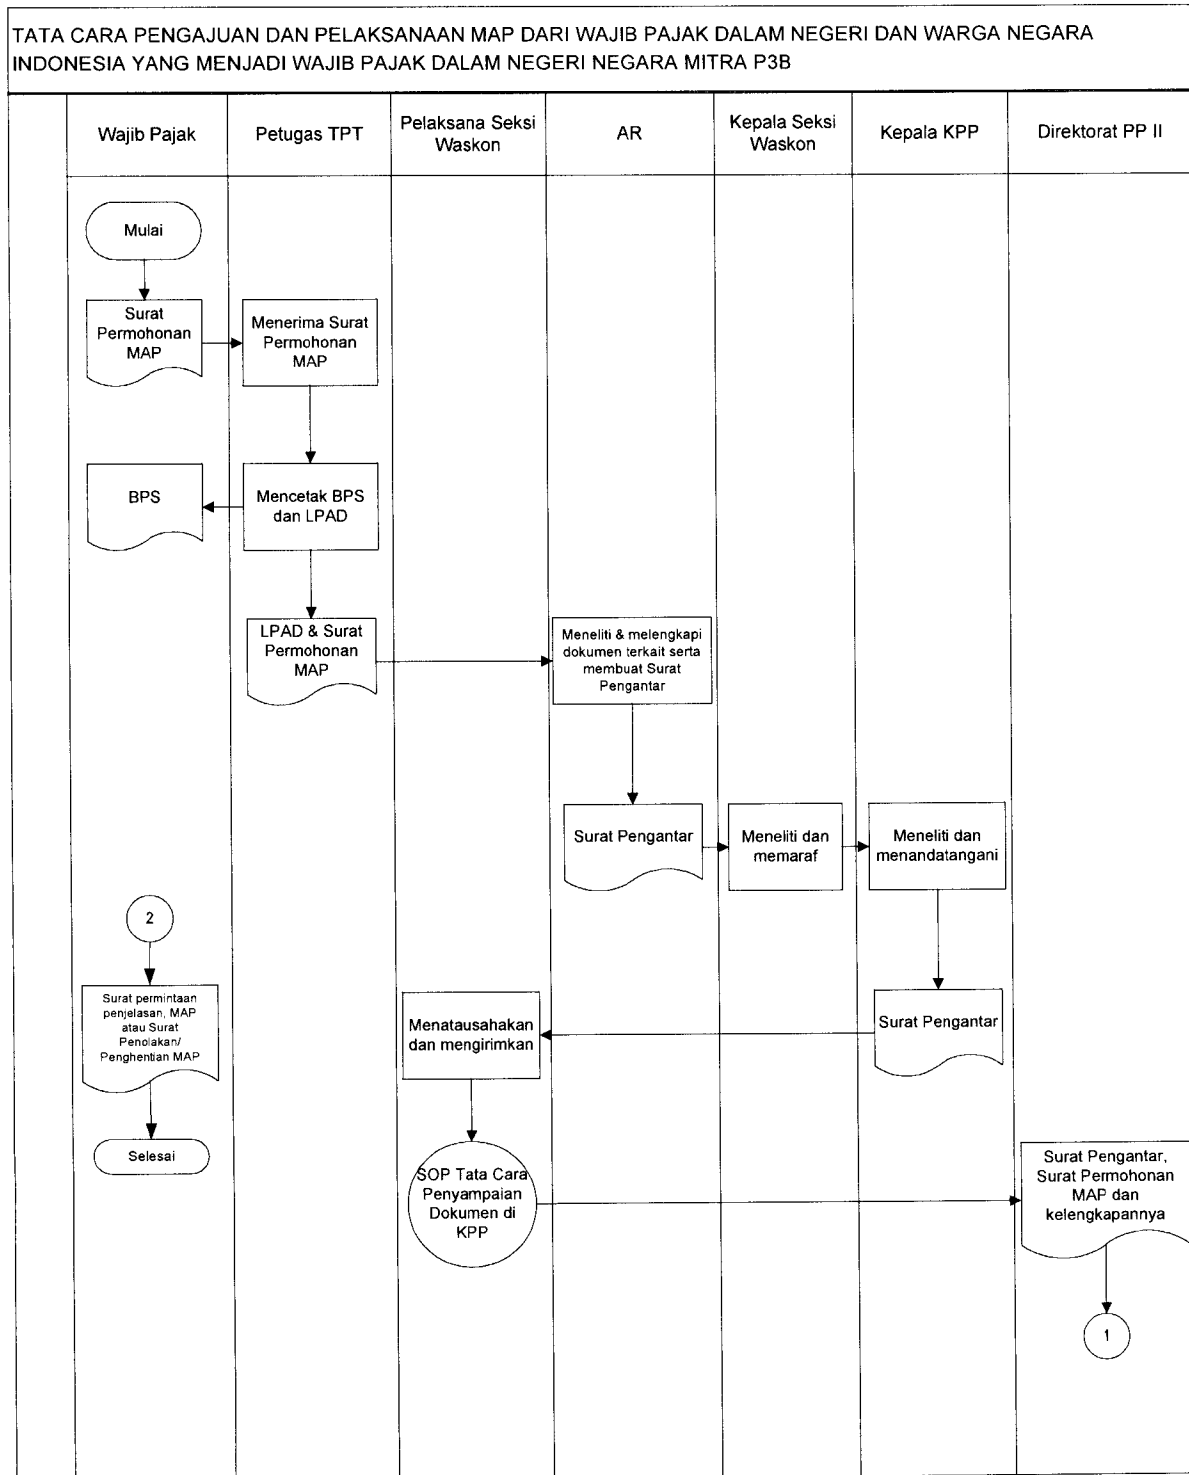 TATA CARA PENGAJUAN DAN PELAKSANAAN MAP DARI WAJIB PAJAK DALAM NEGERI DAN WARGA NEGARA
INDONESIA YANG MENJADI WAJIB PAJAK DALAM NEGERI NEGARA MITRA P3B
Wajib Pajak
Petugas TPT
Pelaksana Seksi
Waskon
AR
Kepala Seksi
Waskon
Kepala KPP
Direktorat PP II
Mulai
Surat
Permohonan
MAP
Menerima Surat
Permohonan
MAP
BPS
Mencetak BPS
dan LPAD
LPAD & Surat
Permohonan
MAP
Meneliti & melengkapi
dokumen terkait serta
membuat Surat
Pengantar
Surat Pengantar
Meneliti dan
memaraf
Meneliti dan
menandatangani
2
Surat permintaan
penjelasan, MAP
atau Surat
Penolakan/
Penghentian MAP
Menatausahakan
dan mengirimkan
Surat Pengantar
Selesai
SOP Tata Cara
Penyampaian
Dokumen di
KPP
Surat Pengantar,
Surat Permohonan
MAP dan
kelengkapannya
1